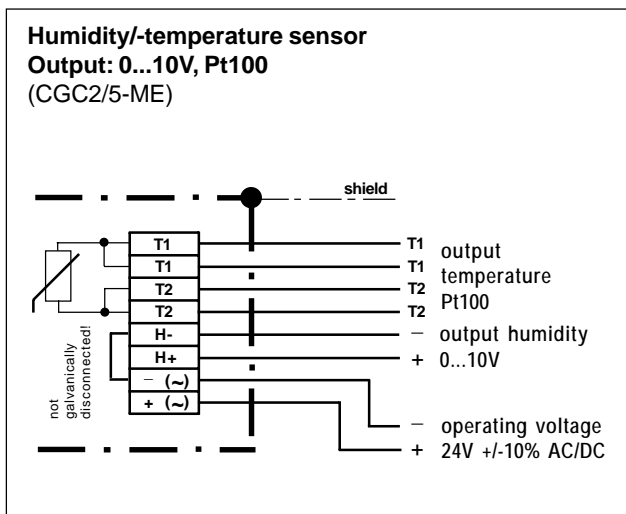 Humidity/-temperature sensor
Output: 0...10V, Pt100
(CGC2/5-ME)
shield
T1
T1
T2
T2
H-
H+
− (~)
+ (~)
not
galvanically
disconnected!
T1
T1
T2
T2
output
temperature
Pt100
− output humidity
+ 0...10V
− operating voltage
+ 24V +/-10% AC/DC